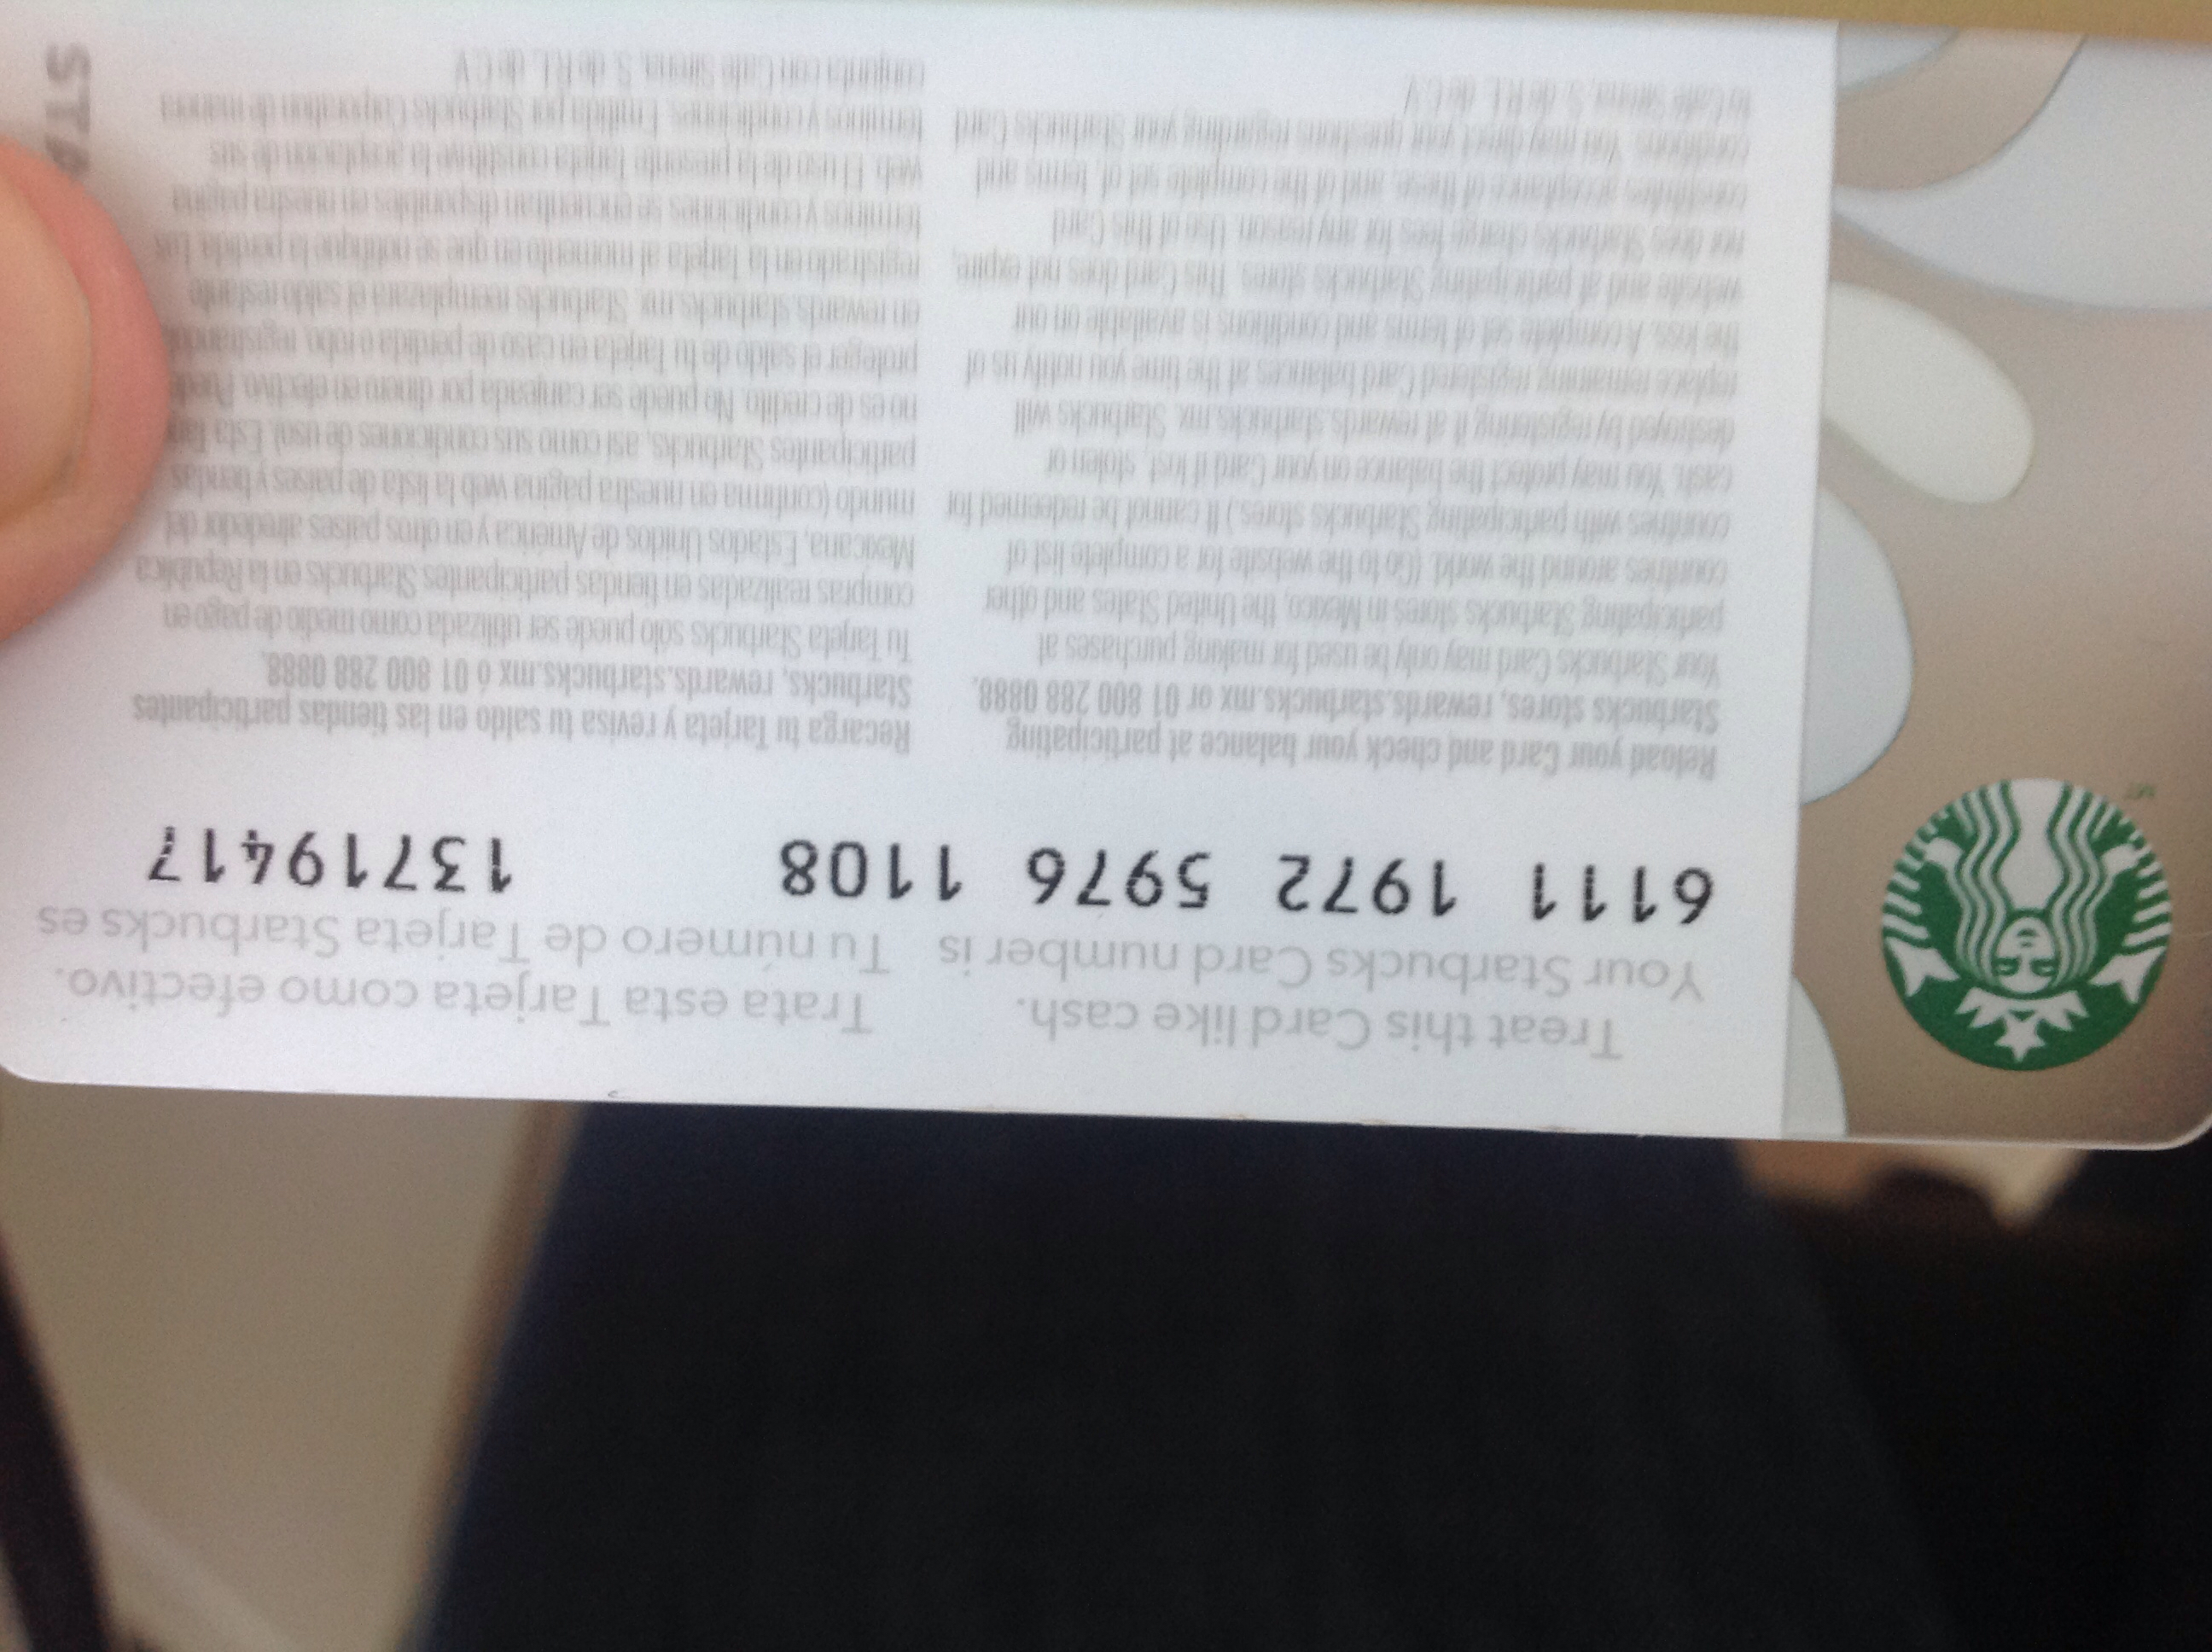 Treat this Card like cash.
Your Starbucks Card number is
Trata esta Tarjeta como efectivo.
Tu número de Tarjeta Starbucks es
6111 1972 5976 1108 13719417
Reload your Card and check your balance at participating
Starbucks stores, rewards.starbucks.mx or 01 800 288 0888.
Your Starbucks Card may only be used for making purchases at
participating Starbucks stores in Mexico, the United States and other
countries around the world. (Go to the website for a complete list of
countries with participating Starbucks stores.) It cannot be redeemed for
cash. You may protect the balance on your Card if lost, stolen or
destroyed by registering it at rewards.starbucks.mx. Starbucks will
replace remaining registered Card balances at the time you notify us of
the loss. A complete set of terms and conditions is available on our
website and at participating Starbucks stores. This Card does not expire,
nor does Starbucks charge fees for any reason. Use of this Card
constitutes acceptance of these, and of the complete set of, terms and
conditions. You may direct your questions regarding your Starbucks Card
to Café Sirena, S. de R.L. de C.V.
Recarga tu Tarjeta y revisa tu saldo en las tiendas participantes
Starbucks, rewards.starbucks.mx ó 01 800 288 0888.
Tu Tarjeta Starbucks sólo puede ser utilizada como medio de pago en
compras realizadas en tiendas participantes Starbucks en la República
Mexicana, Estados Unidos de América y en otros países alrededor del
mundo (confirma en nuestra página web la lista de países y tiendas
participantes Starbucks, así como sus condiciones de uso). Esta
no es de crédito. No puede ser canjeada por dinero en efectivo.
proteger el saldo de tu Tarjeta en caso de pérdida o robo, registrándola
en rewards.starbucks.mx. Starbucks reemplazará el saldo restante
registrado en la Tarjeta al momento en que se notifique la pérdida. Los
términos y condiciones se encuentran disponibles en nuestra página
web. El uso de la presente Tarjeta constituye la aceptación de sus
términos y condiciones. Emitida por Starbucks Corporation de manera
conjunta con Café Sirena, S. de R.L. de C.V.